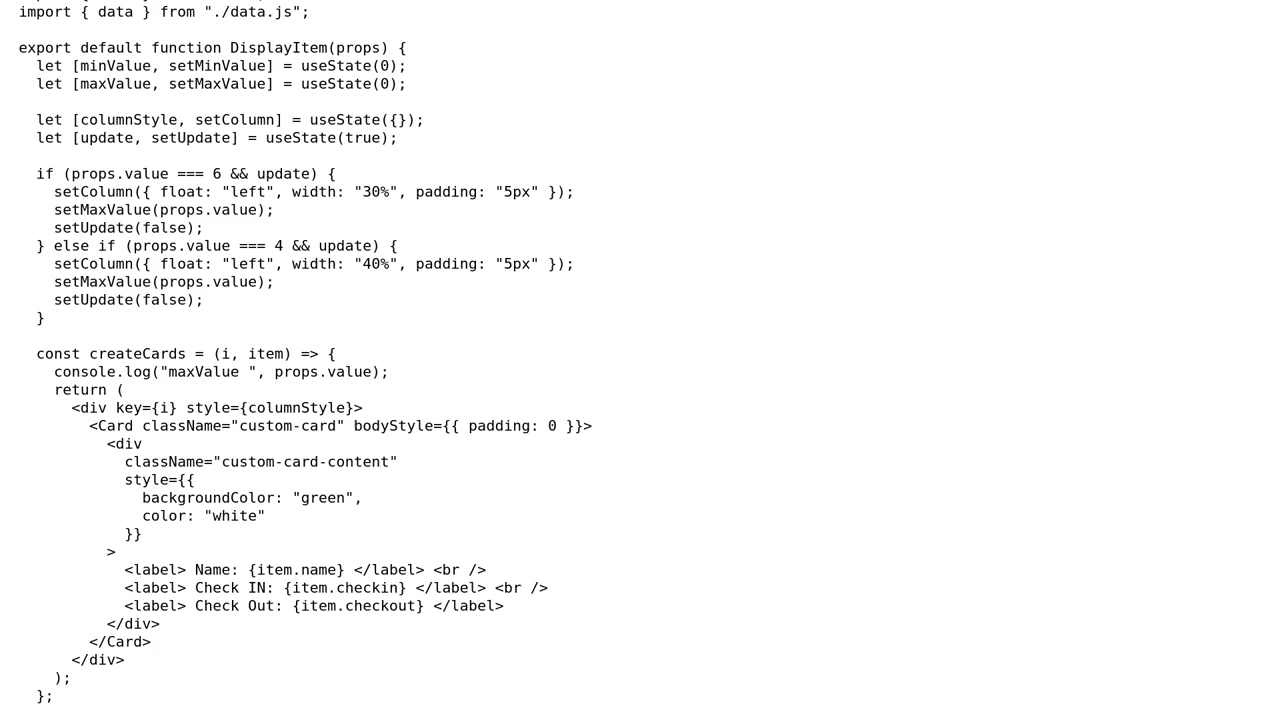 import { data } from "./data.js";

export default function DisplayItem(props) {
  let [minValue, setMinValue] = useState(0);
  let [maxValue, setMaxValue] = useState(0);

  let [columnStyle, setColumn] = useState({});
  let [update, setUpdate] = useState(true);

  if (props.value === 6 && update) {
    setColumn({ float: "left", width: "30%", padding: "5px" });
    setMaxValue(props.value);
    setUpdate(false);
  } else if (props.value === 4 && update) {
    setColumn({ float: "left", width: "40%", padding: "5px" });
    setMaxValue(props.value);
    setUpdate(false);
  }

  const createCards = (i, item) => {
    console.log("maxValue ", props.value);
    return (
      <div key={i} style={columnStyle}>
        <Card className="custom-card" bodyStyle={{ padding: 0 }}>
          <div
            className="custom-card-content"
            style={{
              backgroundColor: "green",
              color: "white"
            }}
          >
            <label> Name: {item.name} </label> <br />
            <label> Check IN: {item.checkin} </label> <br />
            <label> Check Out: {item.checkout} </label>
          </div>
        </Card>
      </div>
    );
  };